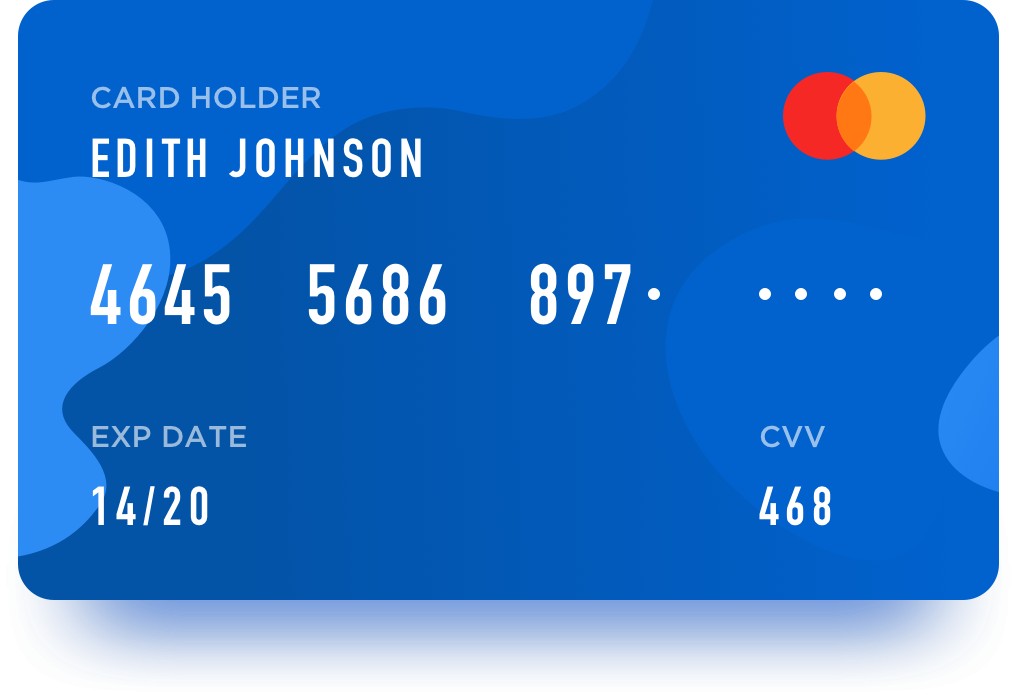 CARD HOLDER
EDITH JOHNSON
4645 5686 897• ••••
EXP DATE CVV
14/20 468